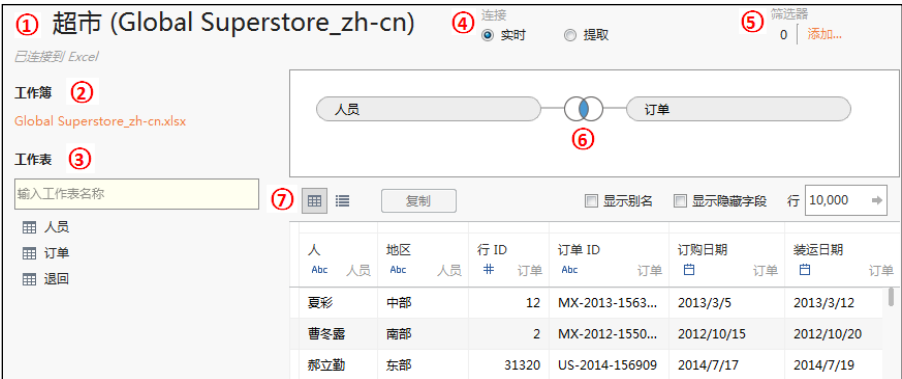 ① 超市 (Global Superstore_zh-cn)
已连接到 Excel
④ 连接
实时 提取
⑤ 筛选器
0 添加...
工作簿 ②
Global Superstore_zh-cn.xlsx
工作表 ③
输入工作表名称
人员
订单
退回
人员 订单
⑥
⑦ 复制 显示别名 显示隐藏字段 行 10,000
人 地区 行 ID 订单 ID 订购日期 装运日期
Abc 人员 Abc 人员 # 订单 Abc 订单 订单 订单
夏彩 中部 12 MX-2013-1563... 2013/3/5 2013/3/12
曹冬露 南部 2 MX-2012-1550... 2012/10/15 2012/10/20
郝立勤 东部 31320 US-2014-156909 2014/7/17 2014/7/19